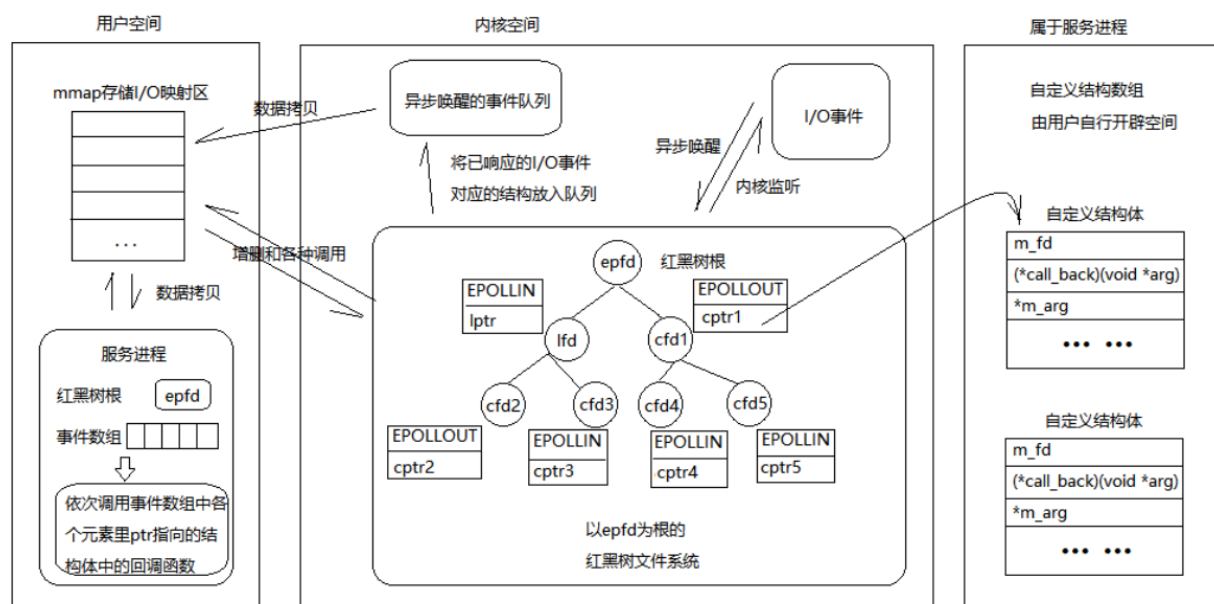 用户空间
mmap存储I/O映射区
...
数据拷贝
服务进程
红黑树根
epfd
事件数组
依次调用事件数组中各
个元素里ptr指向的结
构体中的回调函数
内核空间
数据拷贝
异步唤醒的事件队列
将已响应的I/O事件
对应的结构放入队列
I/O事件
异步唤醒
内核监听
增删和各种调用
epfd
红黑树根
EPOLLIN
lptr
EPOLLOUT
cptr1
lfd
cfd1
cfd2
cfd3
cfd4
cfd5
EPOLLOUT
cptr2
EPOLLIN
cptr3
EPOLLIN
cptr4
EPOLLIN
cptr5
以epfd为根的
红黑树文件系统
属于服务进程
自定义结构数组
由用户自行开辟空间
自定义结构体
m_fd
(*call_back)(void *arg)
*m_arg
... ...
自定义结构体
m_fd
(*call_back)(void *arg)
*m_arg
... ...